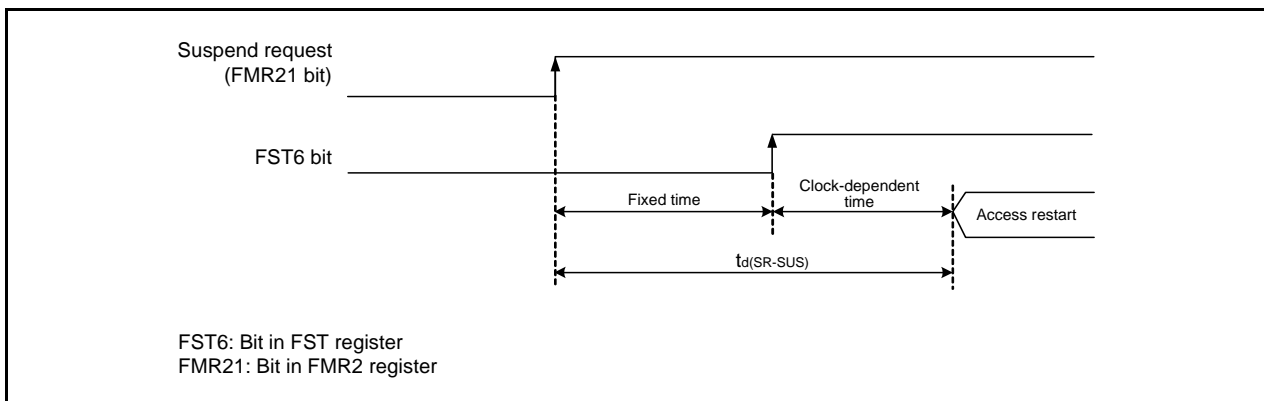 Suspend request
(FMR21 bit)
FST6 bit
Fixed time
Clock-dependent
time
Access restart
td(SR-SUS)
FST6: Bit in FST register
FMR21: Bit in FMR2 register